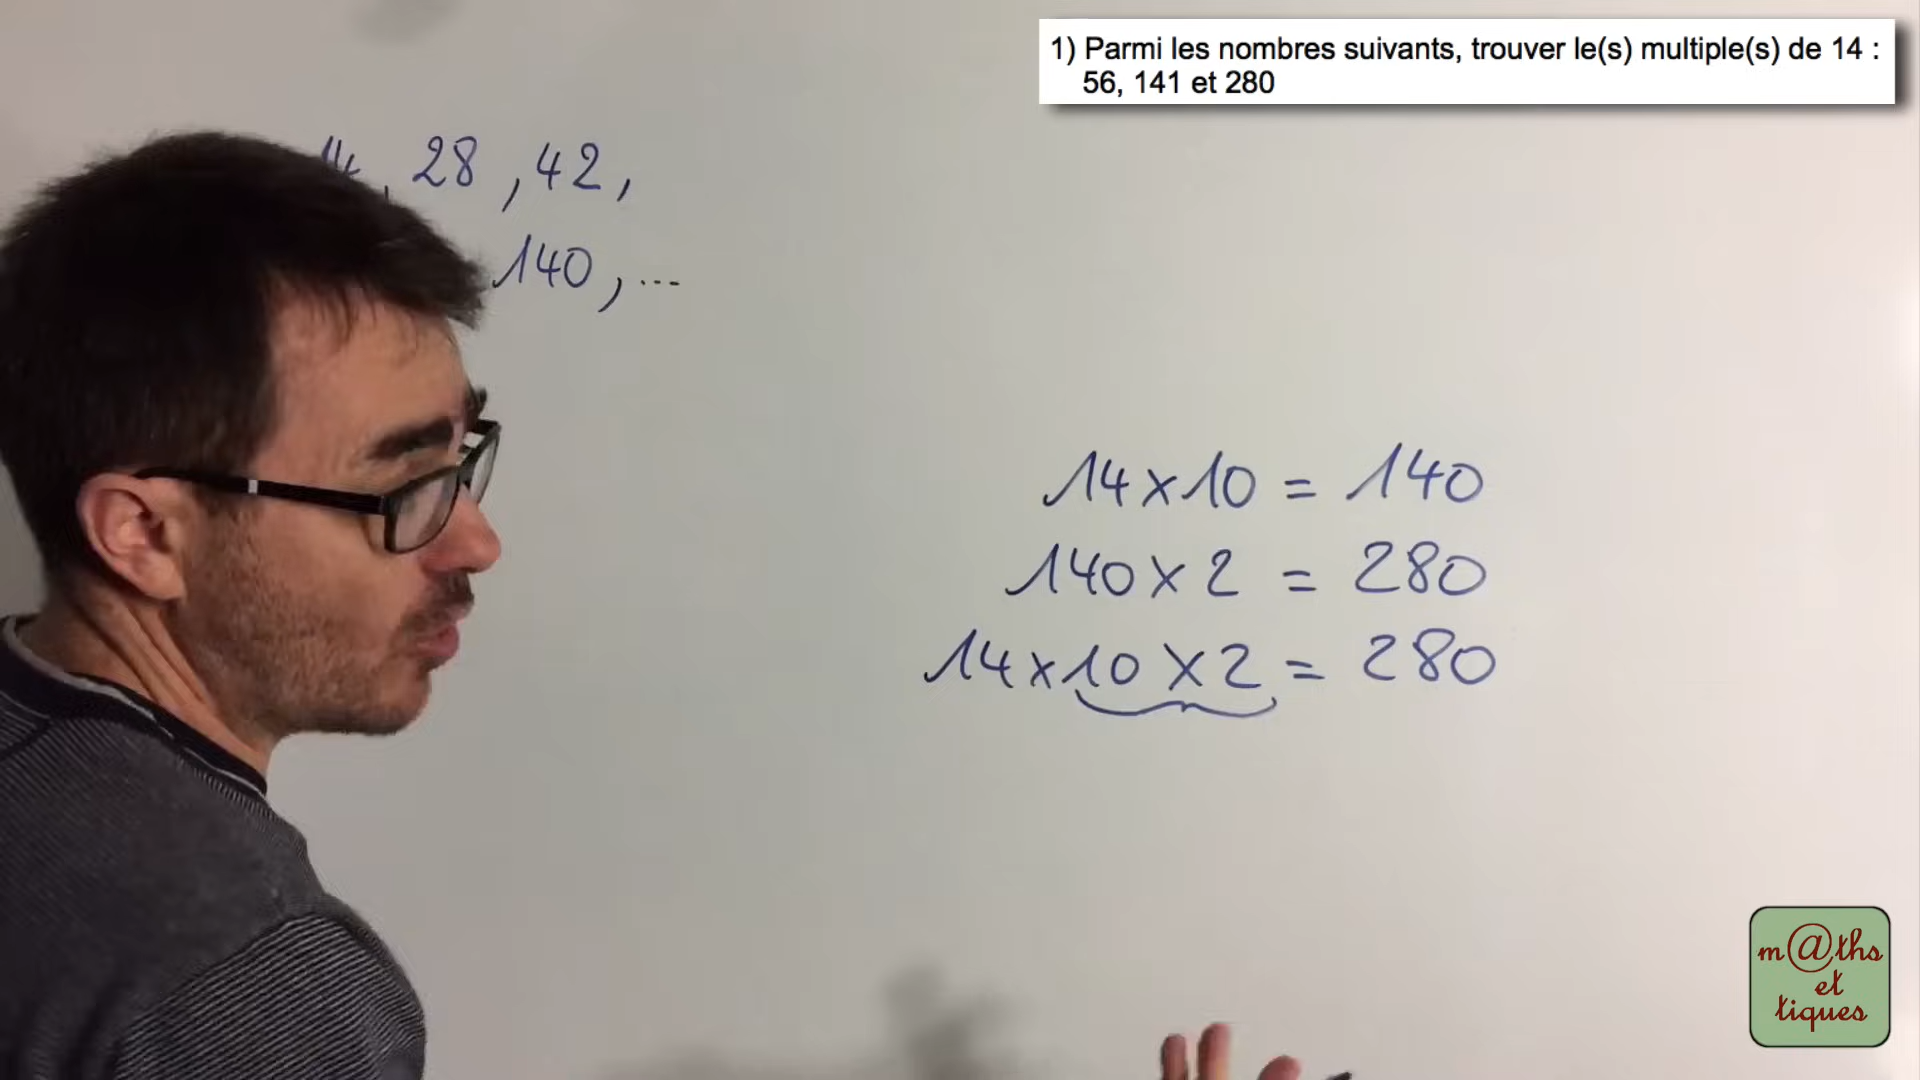 1) Parmi les nombres suivants, trouver le(s) multiple(s) de 14 :
56, 141 et 280
28, 42,
140, ...
14 × 10 = 140
140 × 2 = 280
14 × 10 × 2 = 280
m@ths
et
tiques